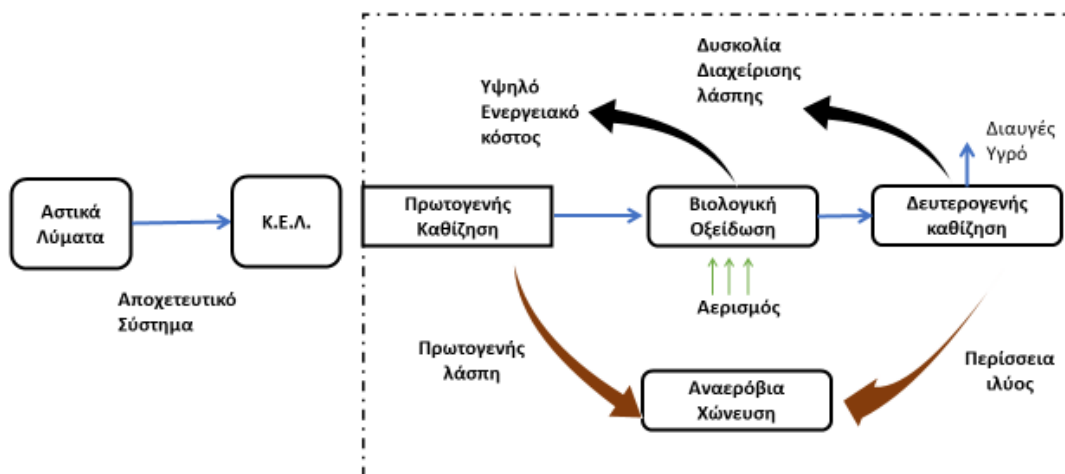 Δυσκολία
Διαχείρισης
λάσπης
Υψηλό
Ενεργειακό
κόστος
Διαυγές
Υγρό
Αστικά
Λύματα
Κ.Ε.Λ.
Πρωτογενής
Καθίζηση
Βιολογική
Οξείδωση
Δευτερογενής
καθίζηση
Αποχετευτικό
Σύστημα
Αερισμός
Πρωτογενής
λάσπη
Αναερόβια
Χώνευση
Περίσσεια
ιλύος